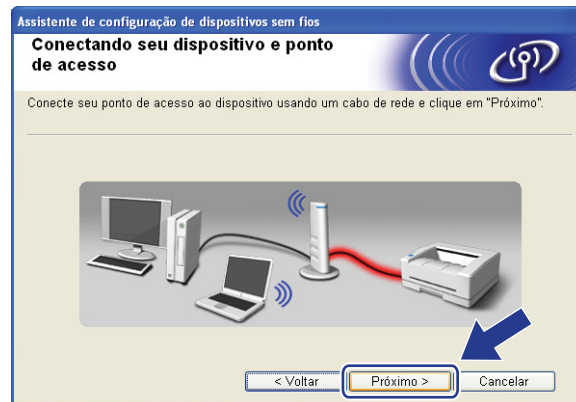 Assistente de configuração de dispositivos sem fios
Conectando seu dispositivo e ponto
de acesso
Conecte seu ponto de acesso ao dispositivo usando um cabo de rede e clique em "Próximo".
< Voltar
Próximo >
Cancelar